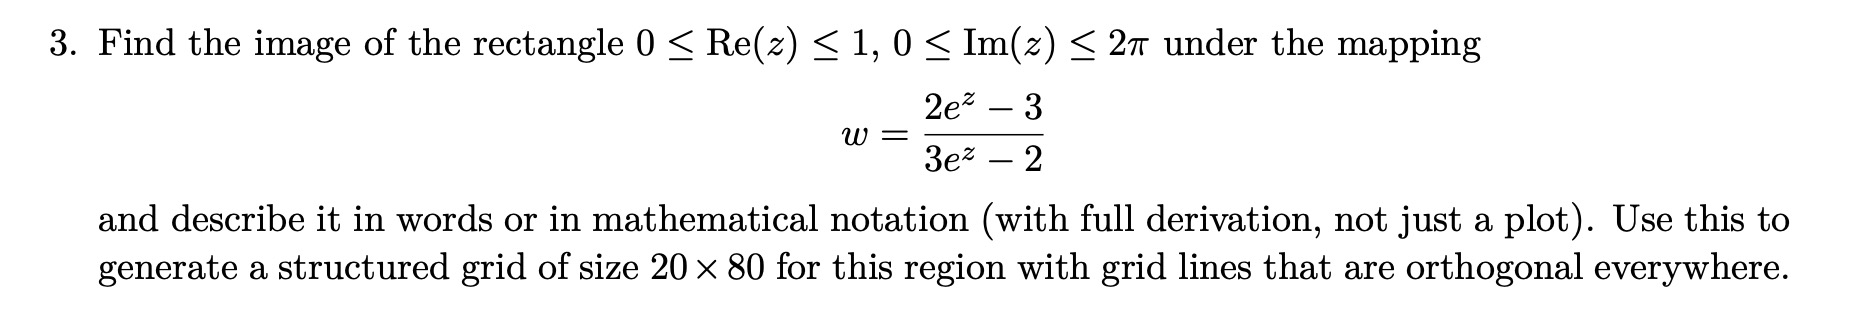 3. Find the image of the rectangle 0 ≤ Re(z) ≤ 1, 0 ≤ Im(z) ≤ 2π under the mapping
w = \frac{2e^z − 3}{3e^z − 2}
and describe it in words or in mathematical notation (with full derivation, not just a plot). Use this to
generate a structured grid of size 20 × 80 for this region with grid lines that are orthogonal everywhere.